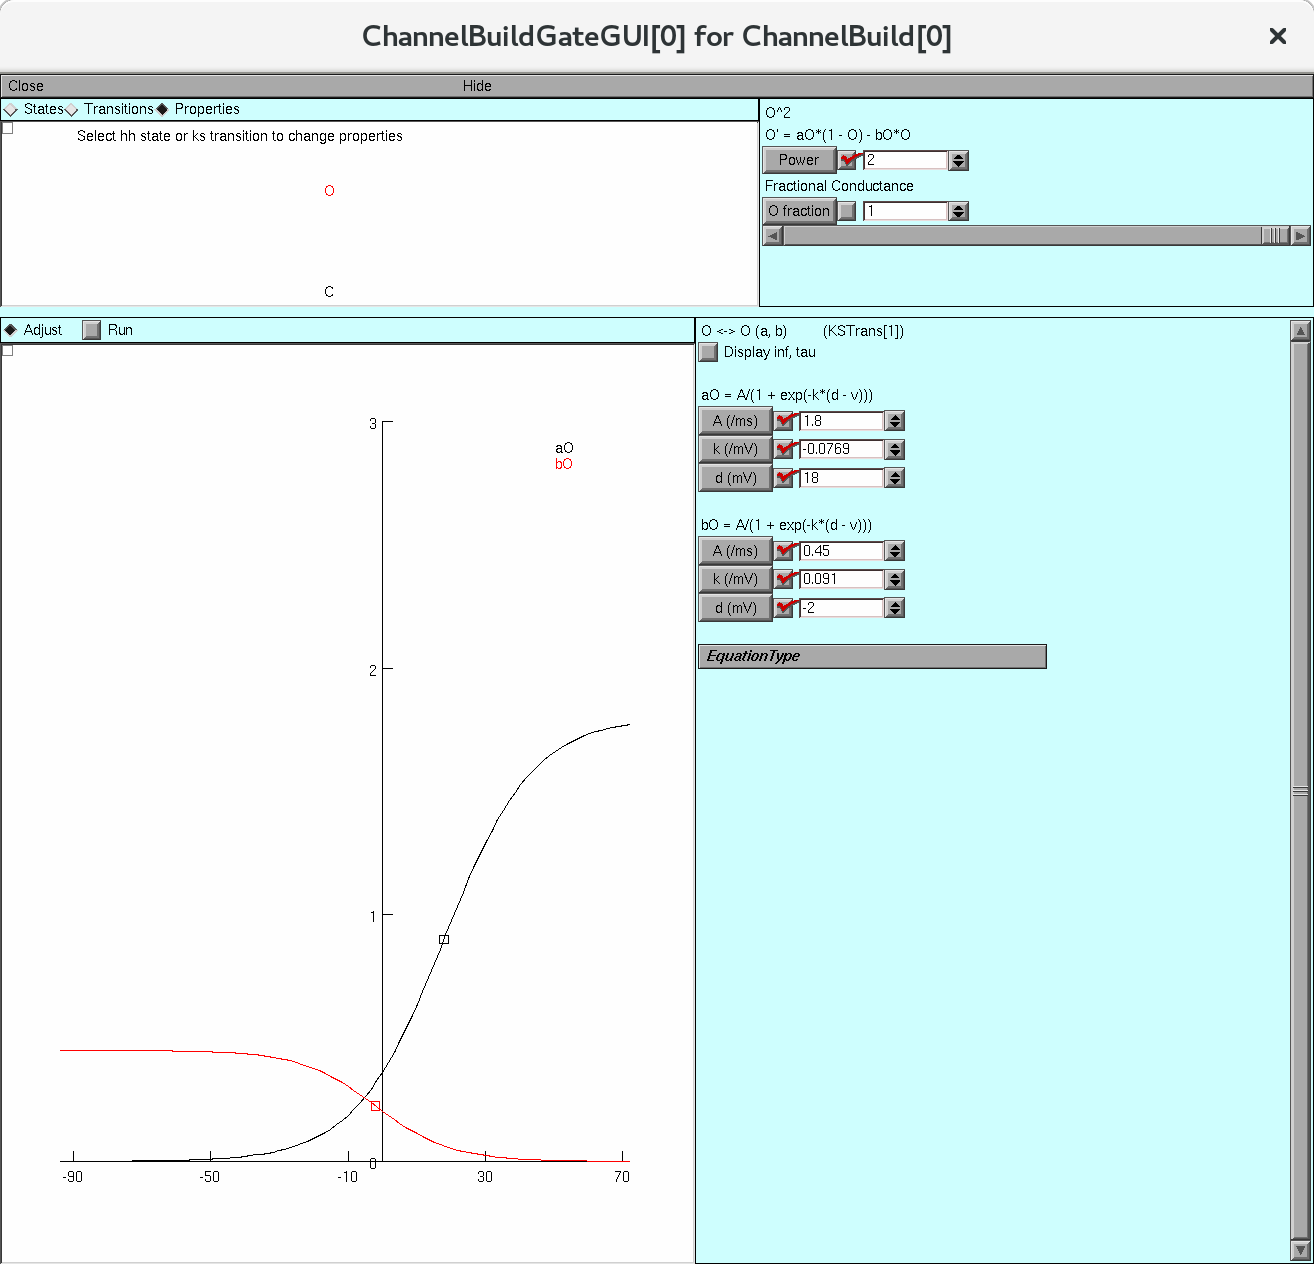 ChannelBuildGateGUI[0] for ChannelBuild[0]
Close Hide
States Transitions Properties
Select hh state or ks transition to change properties
O
C
O^2
O' = aO*(1 - O) - bO*O
Power 2
Fractional Conductance
O fraction 1
Adjust Run
3
aO
bO
2
1
0
-90 -50 -10 30 70
O <-> O (a, b) (KSTrans[1])
Display inf, tau
aO = A/(1 + exp(-k*(d - v)))
A (/ms) 1.8
k (/mV) -0.0769
d (mV) 18
bO = A/(1 + exp(-k*(d - v)))
A (/ms) 0.45
k (/mV) 0.091
d (mV) -2
EquationType